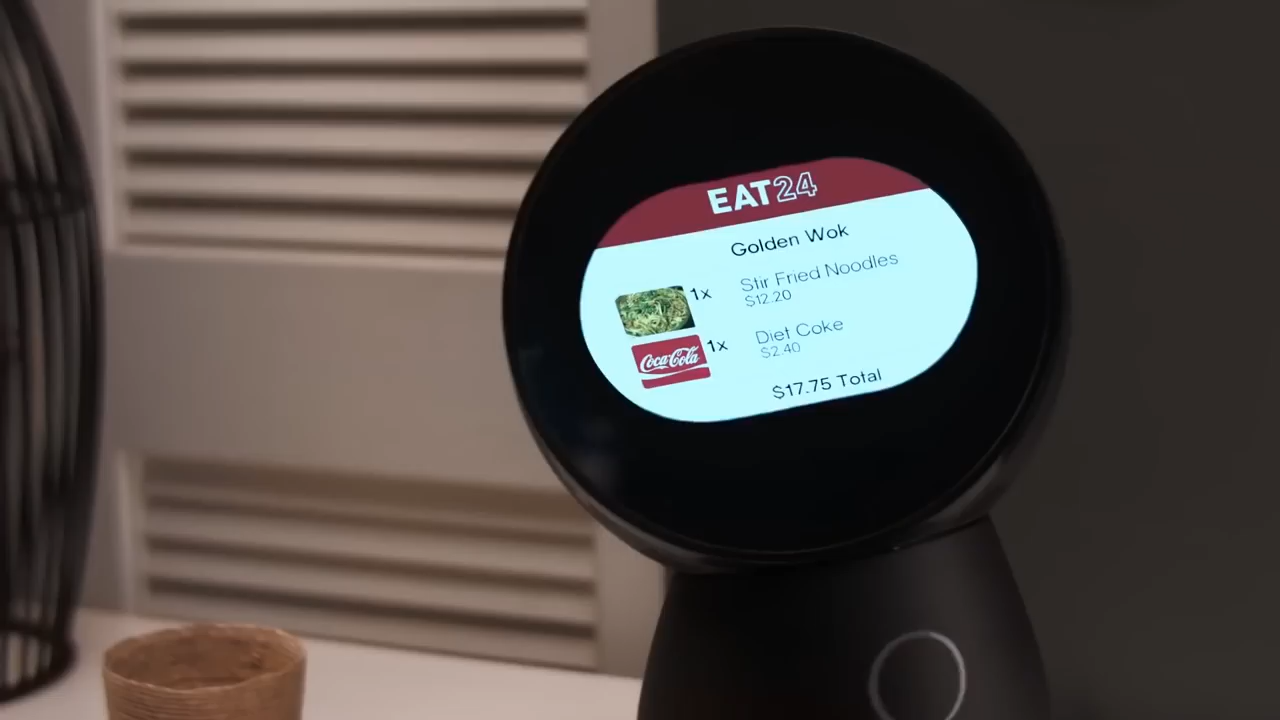 EAT24
Golden Wok
1x Stir Fried Noodles
$12.20
Coca-Cola
1x Diet Coke
$2.40
$17.75 Total